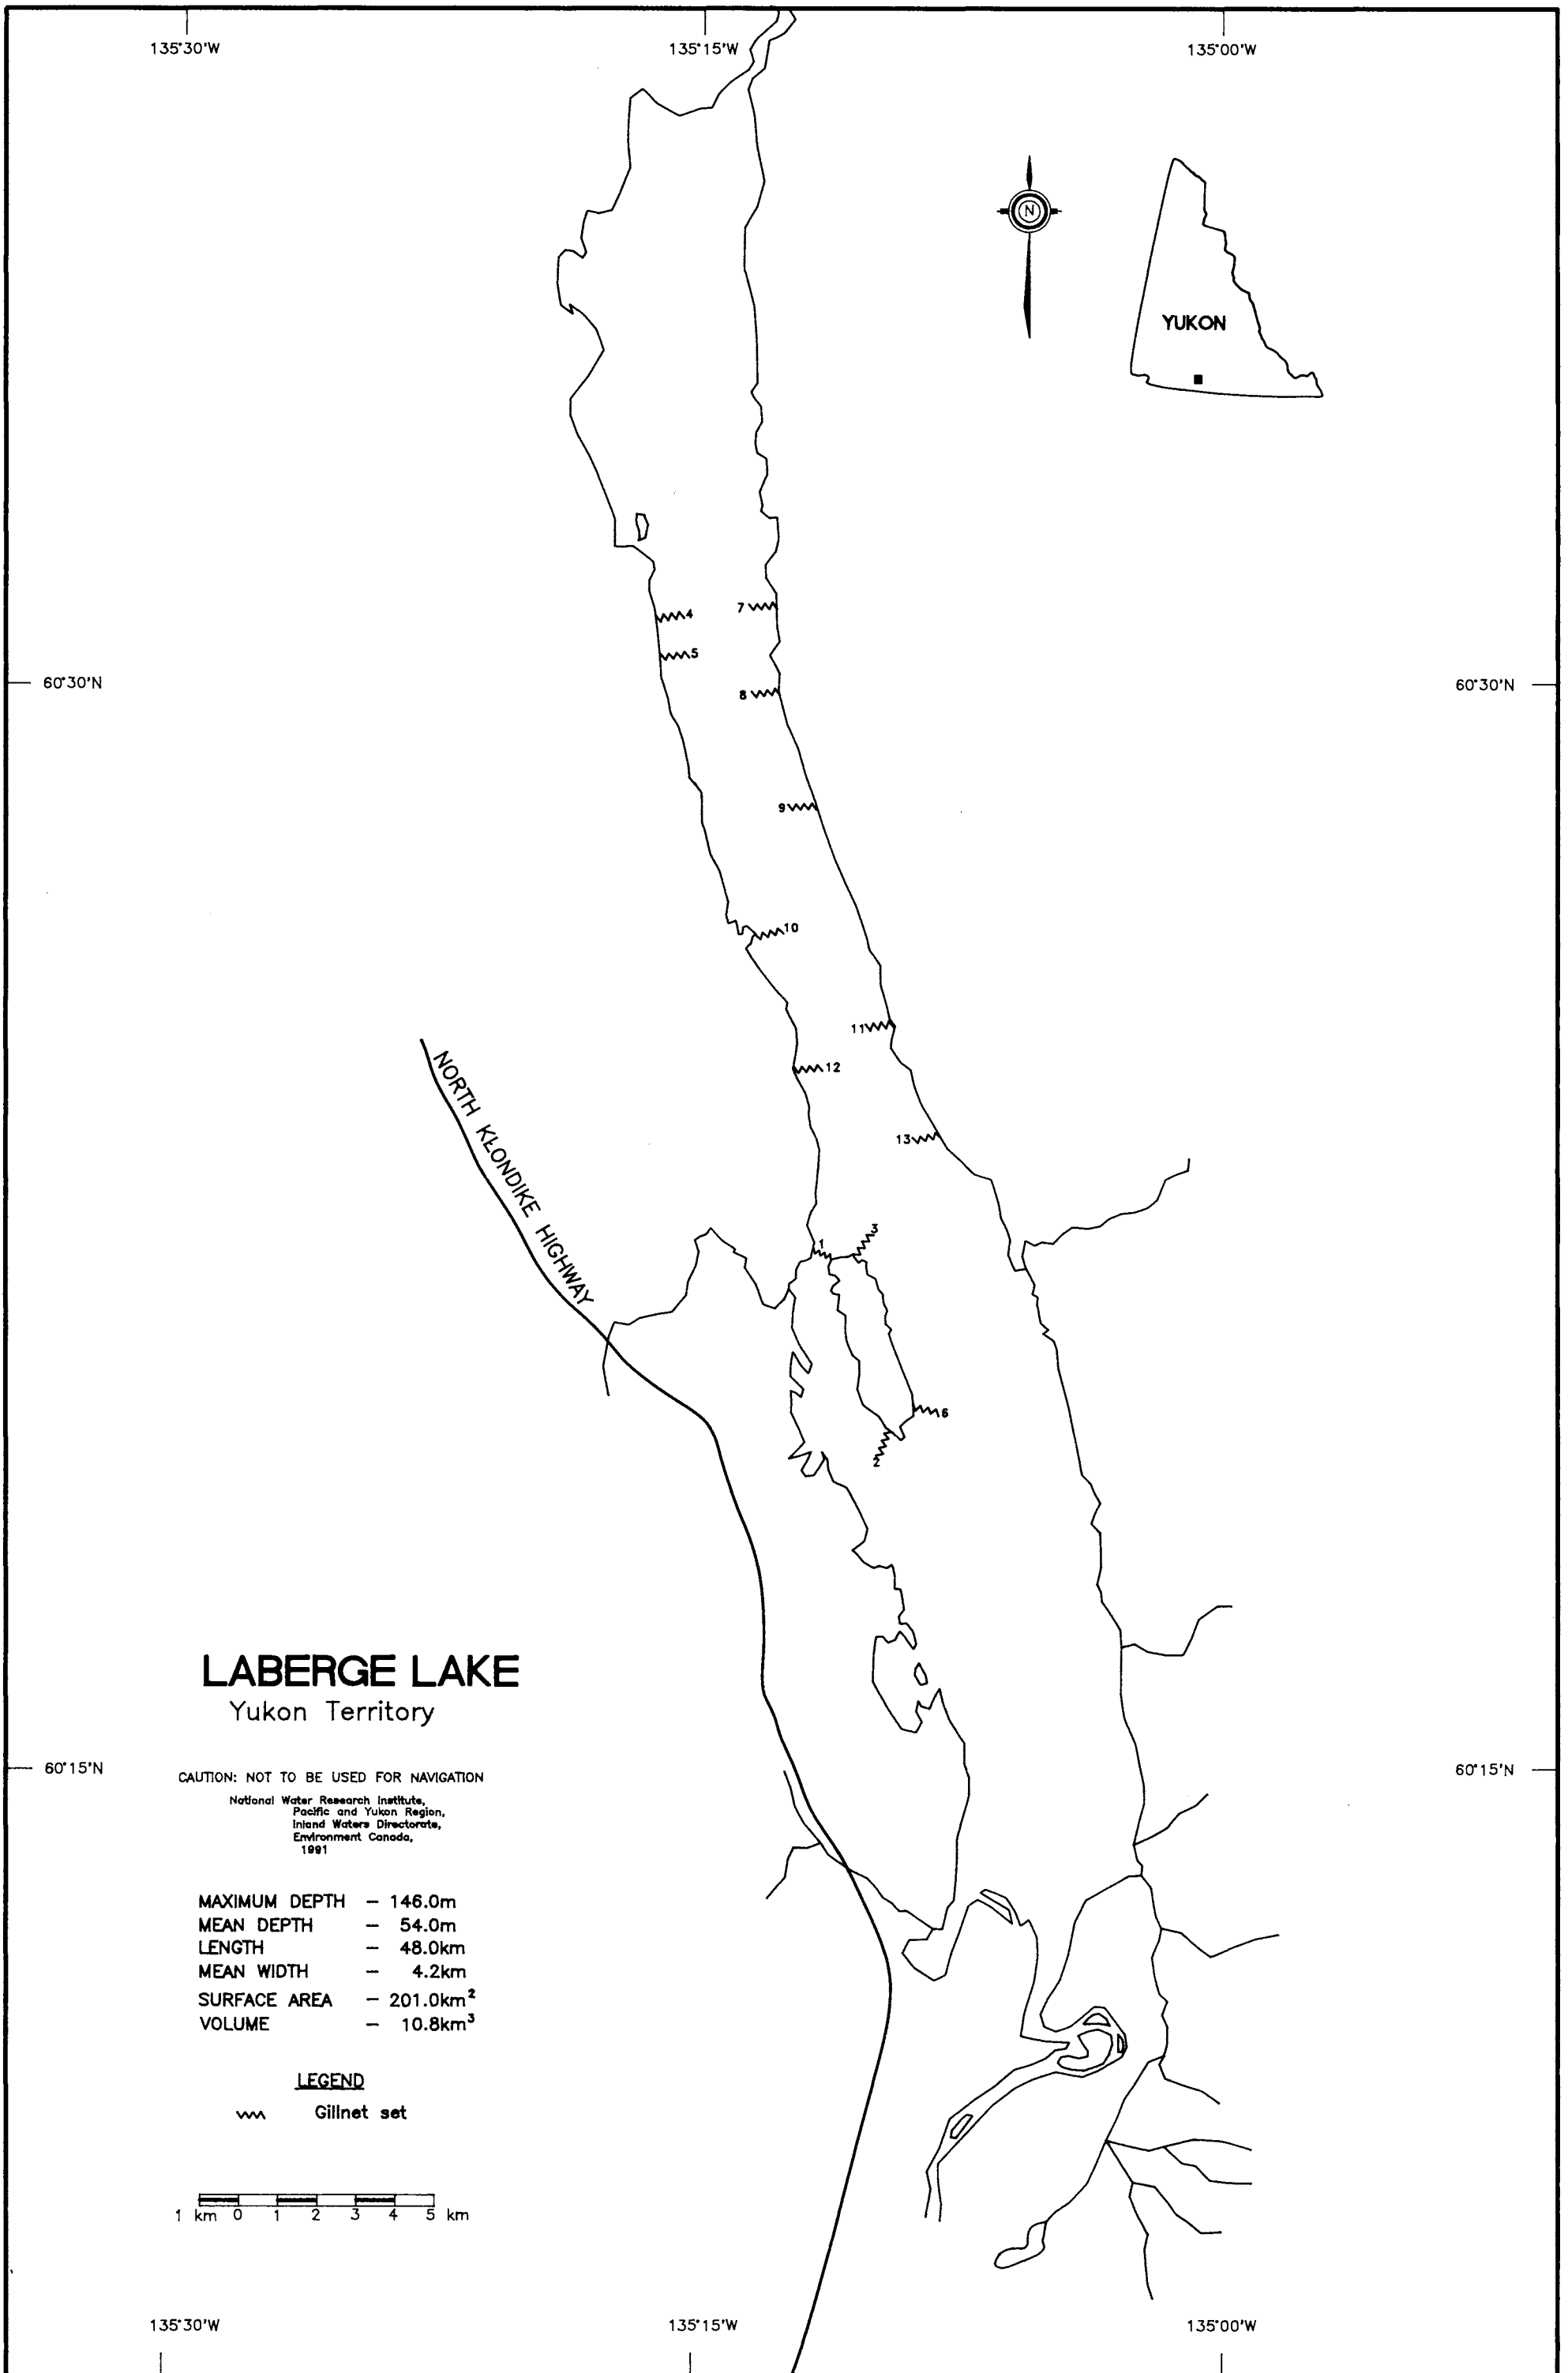 135°30'W 135°15'W 135°00'W
N
YUKON
4
7
5
60°30'N 60°30'N
8
9
10
11
12
NORTH KLONDIKE HIGHWAY
13
3
1
6
2
LABERGE LAKE
Yukon Territory
60°15'N 60°15'N
CAUTION: NOT TO BE USED FOR NAVIGATION
National Water Research Institute,
Pacific and Yukon Region,
Inland Waters Directorate,
Environment Canada,
1991
MAXIMUM DEPTH – 146.0m
MEAN DEPTH – 54.0m
LENGTH – 48.0km
MEAN WIDTH – 4.2km
SURFACE AREA – 201.0km²
VOLUME – 10.8km³
LEGEND
Gillnet set
1 km 0 1 2 3 4 5 km
135°30'W 135°15'W 135°00'W